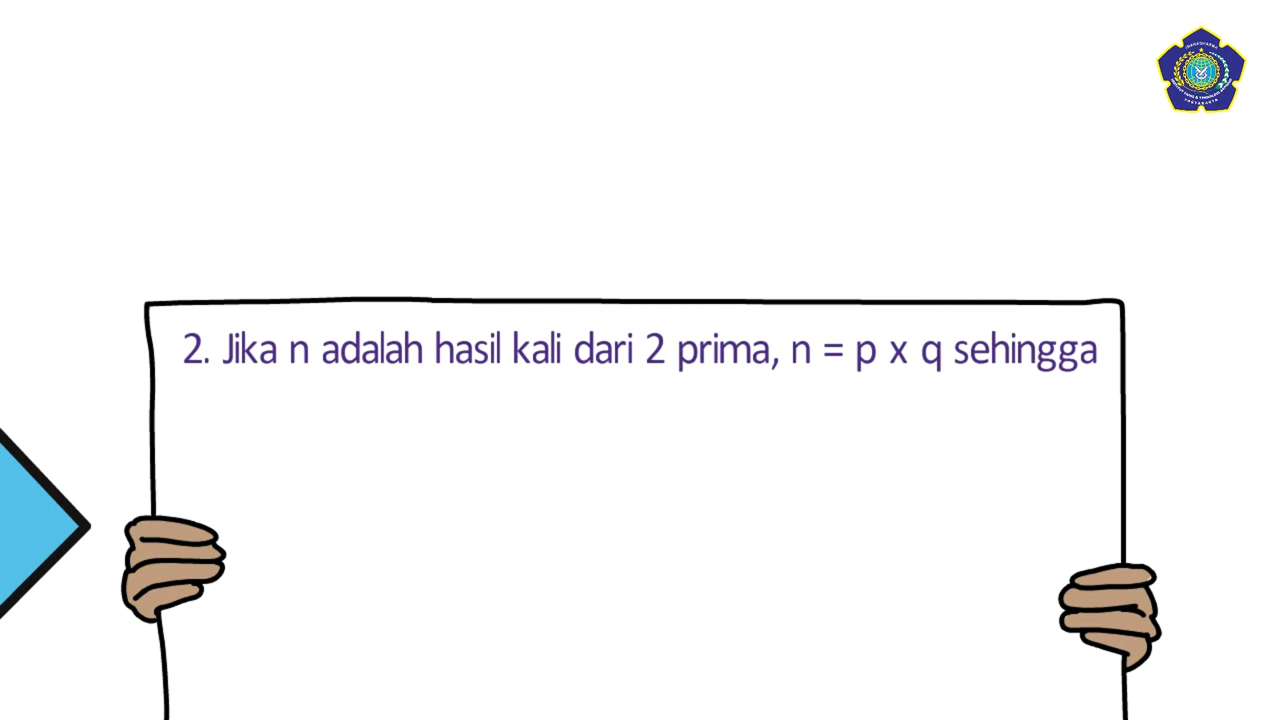 2. Jika n adalah hasil kali dari 2 prima, n = p x q sehingga